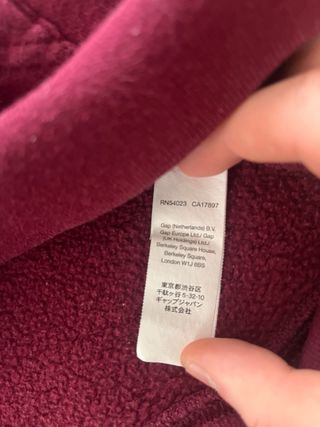 RN54023 CA17897
Gap (Netherlands) B.V.
Gap Europe Ltd./ Gap
(UK Holdings) Ltd./
Berkeley Square House,
Berkeley Square,
London W1J 6BS
東京都渋谷区
千駄ヶ谷 5-32-10
ギャップジャパン
株式会社